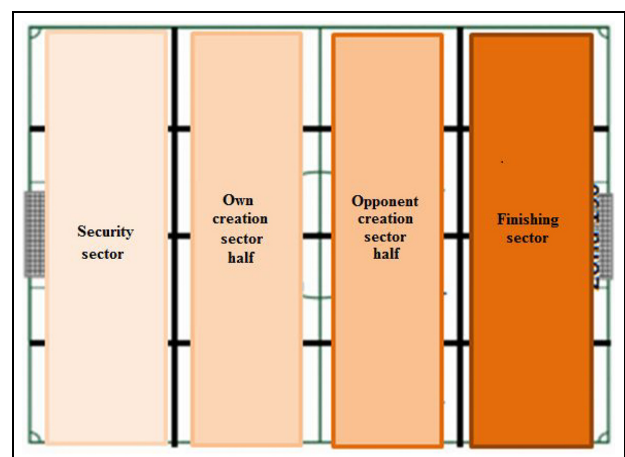 Security
sector
Own
creation
sector
half
Opponent
creation
sector
half
Finishing
sector